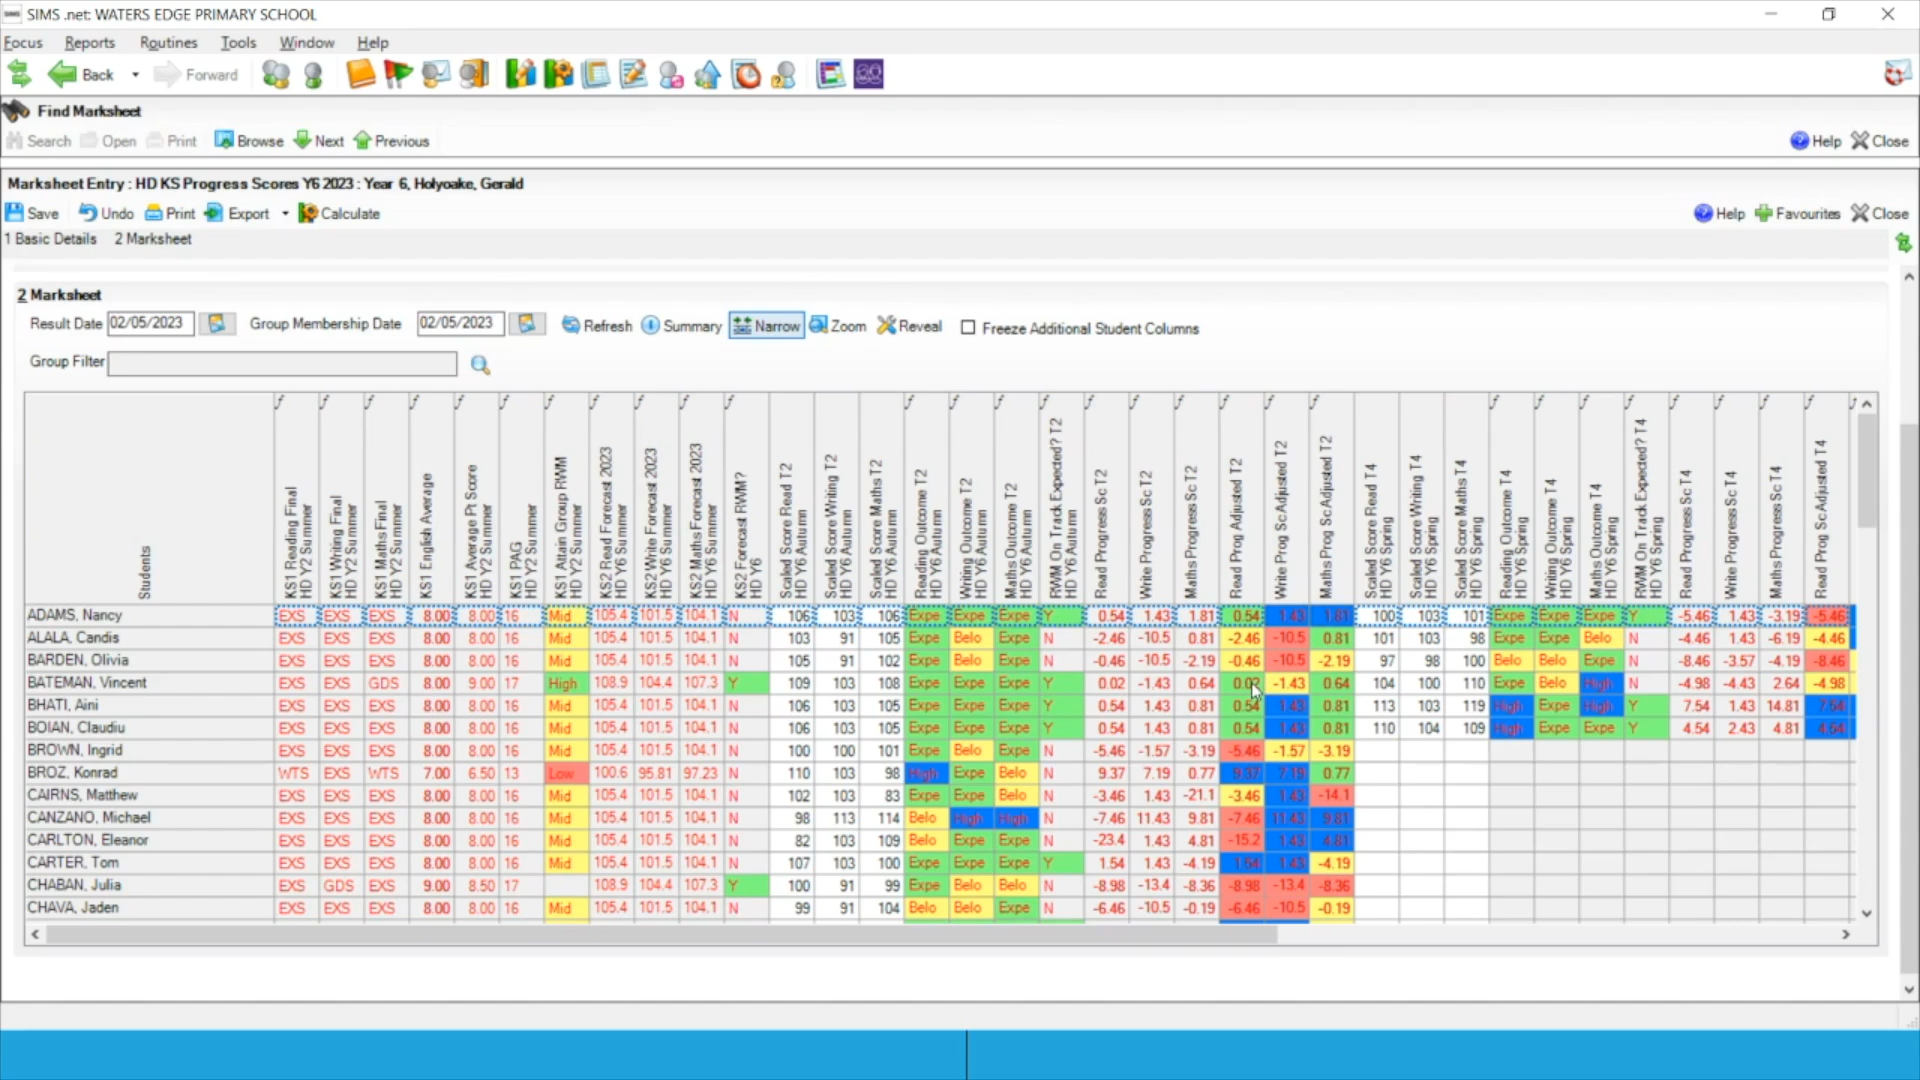 SIMS .net: WATERS EDGE PRIMARY SCHOOL
Focus Reports Routines Tools Window Help
Back Forward
Find Marksheet
Search Open Print Browse Next Previous Help Close
Marksheet Entry : HD KS Progress Scores Y6 2023 : Year 6, Holyoake, Gerald
Save Undo Print Export Calculate Help Favourites Close
1 Basic Details 2 Marksheet
2 Marksheet
Result Date 02/05/2023 Group Membership Date 02/05/2023 Refresh Summary Narrow Zoom Reveal Freeze Additional Student Columns
Group Filter
Students
KS1 Reading Final HD Y2 Summer
KS1 Writing Final HD Y2 Summer
KS1 Maths Final HD Y2 Summer
KS1 English Average
KS1 Average Pt Score HD Y2 Summer
KS1 PAG HD Y2 Summer
KS1 Attain Group RWM HD Y2 Summer
KS2 Read Forecast 2023 HD Y6
KS2 Write Forecast 2023 HD Y6
KS2 Maths Forecast 2023 HD Y6
KS2 Forecast RWM? HD Y6
Scaled Score Read T2 HD Y6 Autumn
Scaled Score Writing T2 HD Y6 Autumn
Scaled Score Maths T2 HD Y6 Autumn
Reading Outcome T2 HD Y6 Autumn
Writing Outcome T2 HD Y6 Autumn
Maths Outcome T2 HD Y6 Autumn
RWM On Track Expected? T2 HD Y6 Autumn
Read Progress Sc T2
Write Progress Sc T2
Maths Progress Sc T2
Read Prog Adjusted T2
Write Prog Sc Adjusted T2
Maths Prog Sc Adjusted T2
Scaled Score Read T4 HD Y6 Spring
Scaled Score Writing T4 HD Y6 Spring
Scaled Score Maths T4 HD Y6 Spring
Reading Outcome T4 HD Y6 Spring
Writing Outcome T4 HD Y6 Spring
Maths Outcome T4 HD Y6 Spring
RWM On Track Expected? T4 HD Y6 Spring
Read Progress Sc T4
Write Progress Sc T4
Maths Progress Sc T4
Read Prog Sc Adjusted T4
ADAMS, Nancy EXS EXS EXS 8.00 8.00 16 Mid 105.4 101.5 104.1 N 106 103 106 Expe Expe Expe Y 0.54 1.43 1.81 0.54 1.43 1.81 100 103 101 Expe Expe Expe Y -5.46 1.43 -3.19 -5.46
ALALA, Candis EXS EXS EXS 8.00 8.00 16 Mid 105.4 101.5 104.1 N 103 91 105 Expe Belo Expe N -2.46 -10.5 0.81 -2.46 -10.5 0.81 101 103 98 Expe Expe Belo N -4.46 1.43 -6.19 -4.46
BARDEN, Olivia EXS EXS EXS 8.00 8.00 16 Mid 105.4 101.5 104.1 N 105 91 102 Expe Belo Expe N -0.46 -10.5 -2.19 -0.46 -10.5 -2.19 97 98 100 Belo Belo Expe N -8.46 -3.57 -4.19 -8.46
BATEMAN, Vincent EXS EXS GDS 8.00 9.00 17 High 108.9 104.4 107.3 Y 109 103 108 Expe Expe Expe Y 0.02 -1.43 0.64 0.02 -1.43 0.64 104 100 110 Expe Belo High N -4.98 -4.43 2.64 -4.98
BHATI, Aini EXS EXS EXS 8.00 8.00 16 Mid 105.4 101.5 104.1 N 106 103 105 Expe Expe Expe Y 0.54 1.43 0.81 0.54 1.43 0.81 113 103 119 High Expe High Y 7.54 1.43 14.81 7.54
BOIAN, Claudiu EXS EXS EXS 8.00 8.00 16 Mid 105.4 101.5 104.1 N 106 103 105 Expe Expe Expe Y 0.54 1.43 0.81 0.54 1.43 0.81 110 104 109 High Expe Expe Y 4.54 2.43 4.81 4.54
BROWN, Ingrid EXS EXS EXS 8.00 8.00 16 Mid 105.4 101.5 104.1 N 100 100 101 Expe Belo Expe N -5.46 -1.57 -3.19 -5.46 -1.57 -3.19
BROZ, Konrad WTS EXS WTS 7.00 6.50 13 Low 100.6 95.81 97.23 N 110 103 98 High Expe Belo N 9.37 7.19 0.77 9.37 7.19 0.77
CAIRNS, Matthew EXS EXS EXS 8.00 8.00 16 Mid 105.4 101.5 104.1 N 102 103 83 Expe Expe Belo N -3.46 1.43 -21.1 -3.46 1.43 -14.1
CANZANO, Michael EXS EXS EXS 8.00 8.00 16 Mid 105.4 101.5 104.1 N 98 113 114 Belo High High N -7.46 11.43 9.81 -7.46 11.43 9.81
CARLTON, Eleanor EXS EXS EXS 8.00 8.00 16 Mid 105.4 101.5 104.1 N 82 103 109 Belo Expe Expe N -23.4 1.43 4.81 -15.2 1.43 4.81
CARTER, Tom EXS EXS EXS 8.00 8.00 16 Mid 105.4 101.5 104.1 N 107 103 100 Expe Expe Expe Y 1.54 1.43 -4.19 1.54 1.43 -4.19
CHABAN, Julia EXS GDS EXS 9.00 8.50 17 108.9 104.4 107.3 Y 100 91 99 Expe Belo Belo N -8.98 -13.4 -8.36 -8.98 -13.4 -8.36
CHAVA, Jaden EXS EXS EXS 8.00 8.00 16 Mid 105.4 101.5 104.1 N 99 91 104 Belo Belo Expe N -6.46 -10.5 -0.19 -6.46 -10.5 -0.19